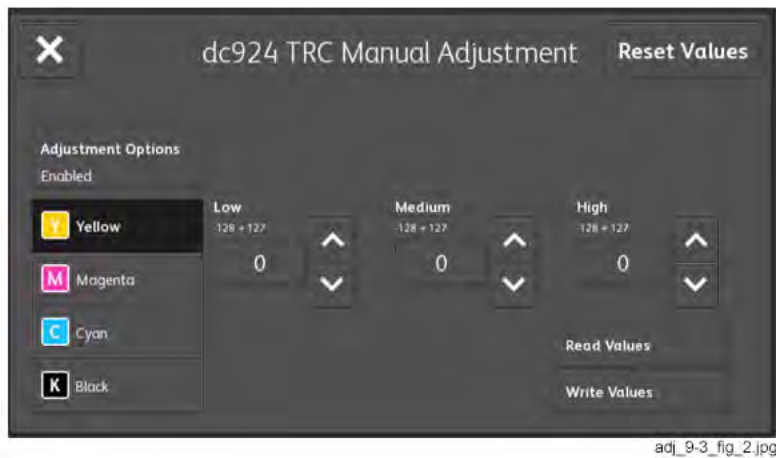 dc924 TRC Manual Adjustment
Reset Values
Adjustment Options
Enabled
Y Yellow
M Magenta
C Cyan
K Black
Low
-128 + 127
0
Medium
-128 + 127
0
High
-128 + 127
0
Read Values
Write Values
adj_9-3_fig_2.jpg